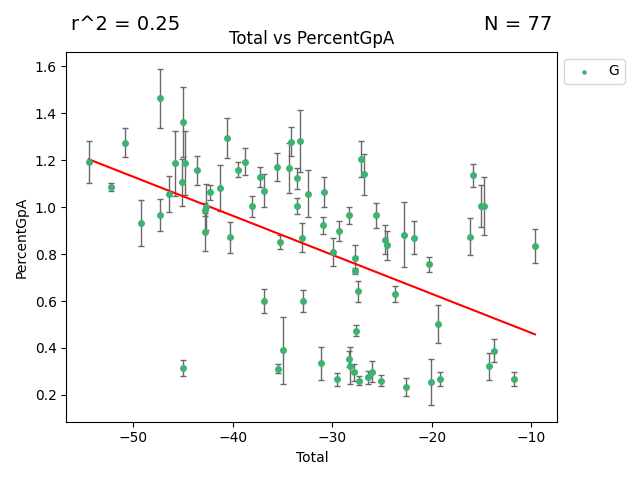 r^2 = 0.25
N = 77
Total vs PercentGpA
G
PercentGpA
1.6
1.4
1.2
1.0
0.8
0.6
0.4
0.2
−50
−40
−30
−20
−10
Total